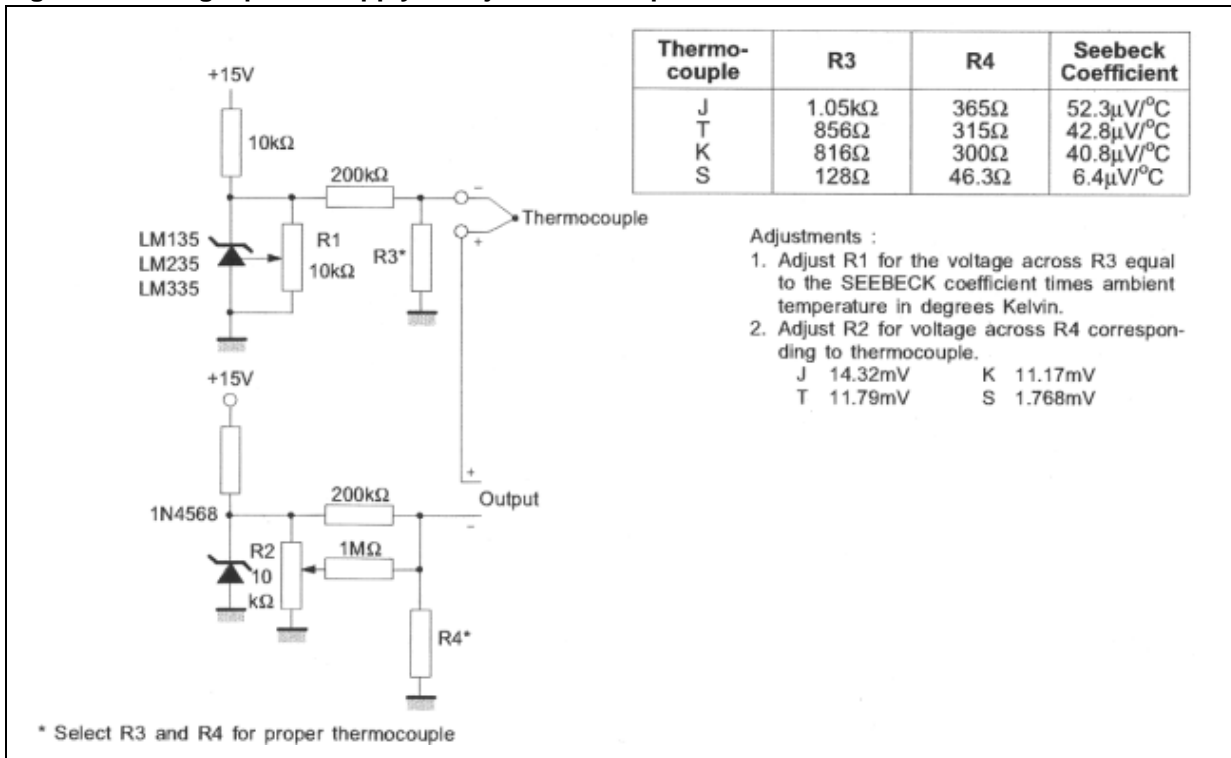 +15V
10kΩ
200kΩ
−
Thermocouple
+
LM135
LM235
LM335
R1
10kΩ
R3*
+15V
+
Output
−
200kΩ
1N4568
R2
10
kΩ
1MΩ
R4*
* Select R3 and R4 for proper thermocouple
Thermo-
couple R3 R4 Seebeck
Coefficient
J 1.05kΩ 365Ω 52.3µV/°C
T 856Ω 315Ω 42.8µV/°C
K 816Ω 300Ω 40.8µV/°C
S 128Ω 46.3Ω 6.4µV/°C
Adjustments :
1. Adjust R1 for the voltage across R3 equal
to the SEEBECK coefficient times ambient
temperature in degrees Kelvin.
2. Adjust R2 for voltage across R4 correspon-
ding to thermocouple.
J 14.32mV K 11.17mV
T 11.79mV S 1.768mV